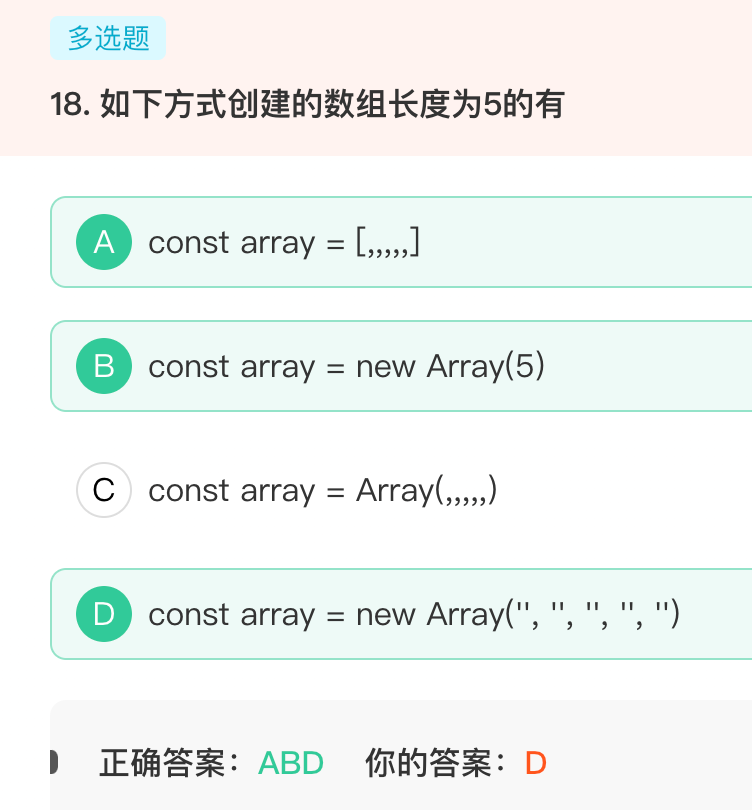 多选题
18. 如下方式创建的数组长度为5的有
A const array = [,,,,,]
B const array = new Array(5)
C const array = Array(,,,,,)
D const array = new Array('', '', '', '', '')
正确答案：ABD 你的答案：D